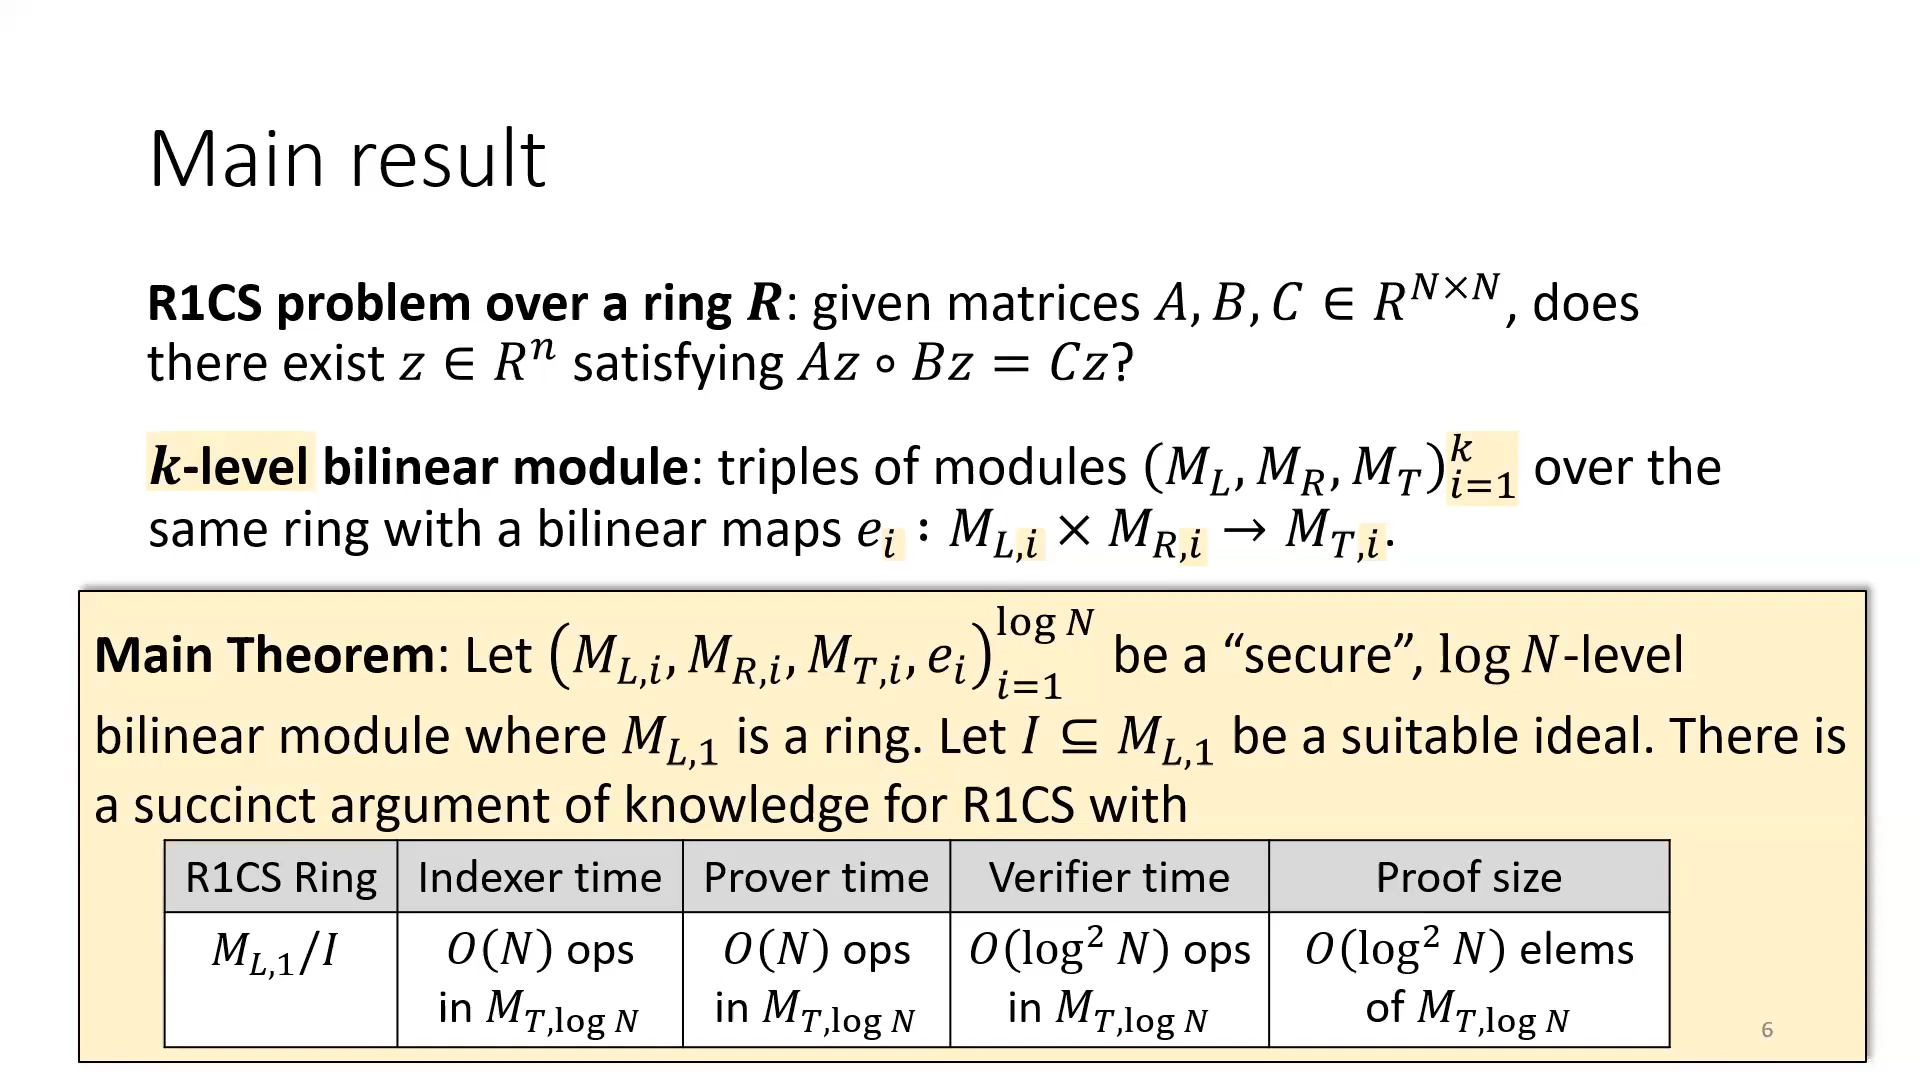 Main result
R1CS problem over a ring R: given matrices A, B, C ∈ R^{N×N}, does
there exist z ∈ R^n satisfying Az ∘ Bz = Cz?
k-level bilinear module: triples of modules (M_L, M_R, M_T)_{i=1}^k over the
same ring with a bilinear maps e_i : M_{L,i} × M_{R,i} → M_{T,i}.
Main Theorem: Let (M_{L,i}, M_{R,i}, M_{T,i}, e_i)_{i=1}^{log N} be a “secure”, log N-level
bilinear module where M_{L,1} is a ring. Let I ⊆ M_{L,1} be a suitable ideal. There is
a succinct argument of knowledge for R1CS with
R1CS Ring Indexer time Prover time Verifier time Proof size
M_{L,1}/I O(N) ops O(N) ops O(log² N) ops O(log² N) elems
in M_{T,log N} in M_{T,log N} in M_{T,log N} of M_{T,log N}
6